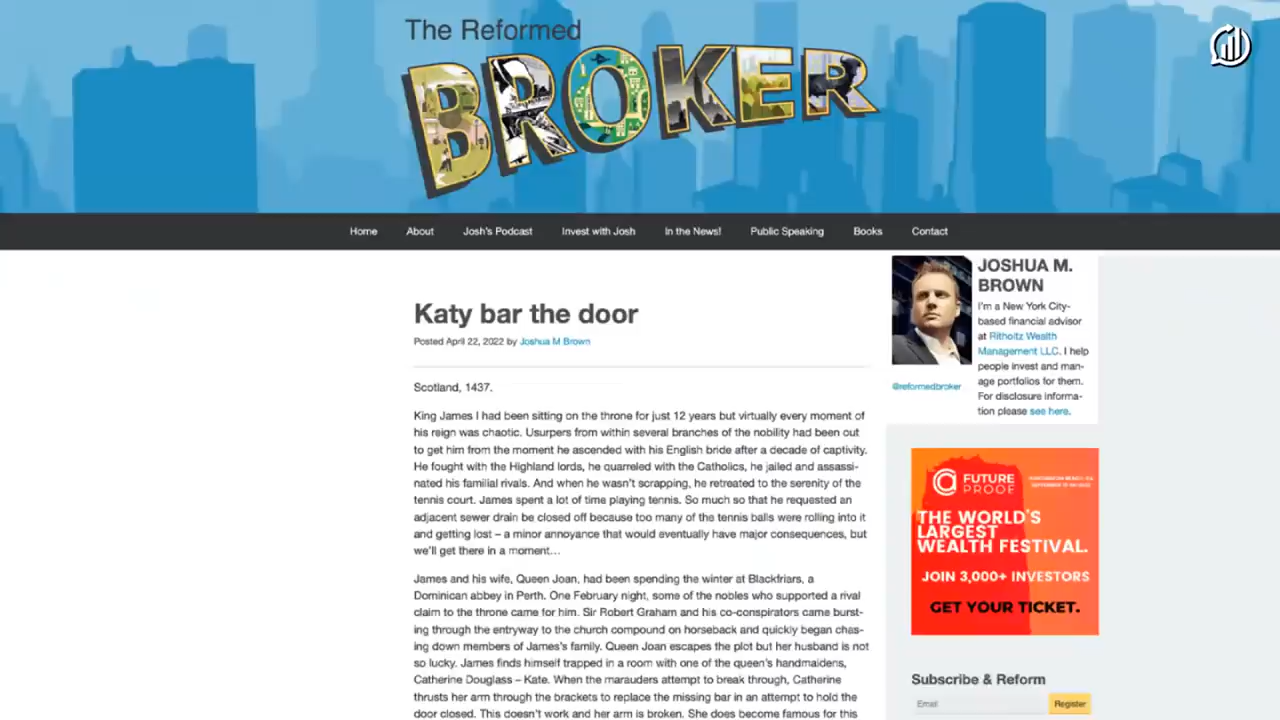 The Reformed
BROKER
Home About Josh's Podcast Invest with Josh In the News! Public Speaking Books Contact
Katy bar the door
Posted April 22, 2022 by Joshua M Brown
Scotland, 1437.
King James I had been sitting on the throne for just 12 years but virtually every moment of
his reign was chaotic. Usurpers from within several branches of the nobility had been out
to get him from the moment he ascended with his English bride after a decade of captivity.
He fought with the Highland lords, he quarreled with the Catholics, he jailed and assassi-
nated his familial rivals. And when he wasn't scrapping, he retreated to the serenity of the
tennis court. James spent a lot of time playing tennis. So much so that he requested an
adjacent sewer drain be closed off because too many of the tennis balls were rolling into it
and getting lost – a minor annoyance that would eventually have major consequences, but
we'll get there in a moment…
James and his wife, Queen Joan, had been spending the winter at Blackfriars, a
Dominican abbey in Perth. One February night, some of the nobles who supported a rival
claim to the throne came for him. Sir Robert Graham and his co-conspirators came burst-
ing through the entryway to the church compound on horseback and quickly began chas-
ing down members of James's family. Queen Joan escapes the plot but her husband is not
so lucky. James finds himself trapped in a room with one of the queen's handmaidens,
Catherine Douglass – Kate. When the marauders attempt to break through, Catherine
thrusts her arm through the brackets to replace the missing bar in an attempt to hold the
door closed. This doesn't work and her arm is broken. She does become famous for this
JOSHUA M.
BROWN
I'm a New York City-
based financial advisor
at Ritholtz Wealth
Management LLC. I help
people invest and man-
age portfolios for them.
For disclosure informa-
tion please see here.
@reformedbroker
FUTURE
PROOF
THE WORLD'S
LARGEST
WEALTH FESTIVAL.
JOIN 3,000+ INVESTORS
GET YOUR TICKET.
Subscribe & Reform
Email
Register